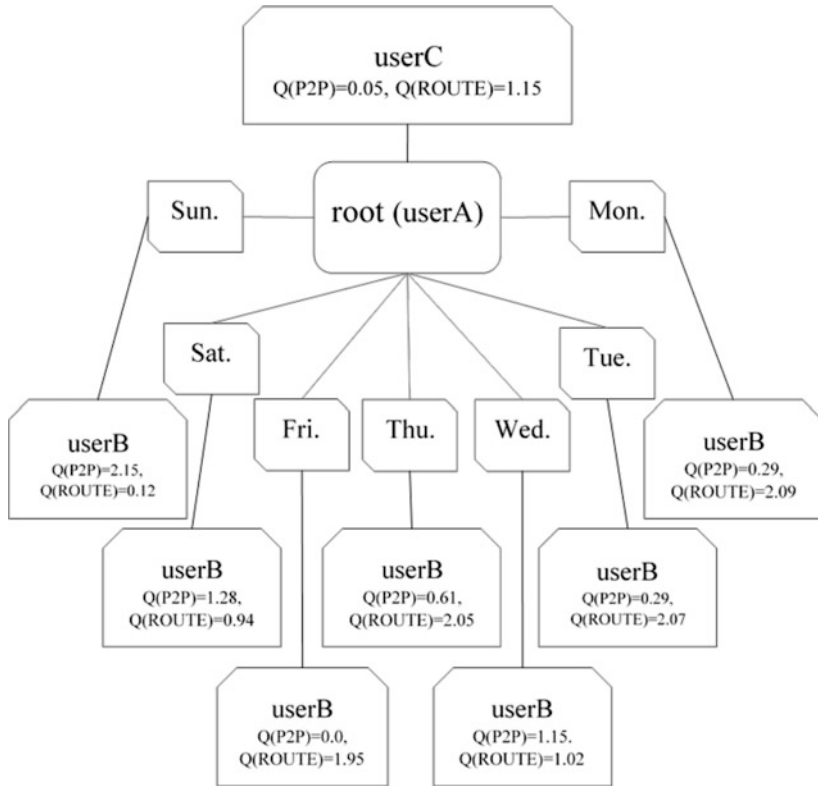 userC
Q(P2P)=0.05, Q(ROUTE)=1.15
root (userA)
Sun.
Mon.
Sat.
Tue.
Fri.
Thu.
Wed.
userB
Q(P2P)=2.15,
Q(ROUTE)=0.12
userB
Q(P2P)=0.29,
Q(ROUTE)=2.09
userB
Q(P2P)=1.28,
Q(ROUTE)=0.94
userB
Q(P2P)=0.61,
Q(ROUTE)=2.05
userB
Q(P2P)=0.29,
Q(ROUTE)=2.07
userB
Q(P2P)=0.0,
Q(ROUTE)=1.95
userB
Q(P2P)=1.15.
Q(ROUTE)=1.02